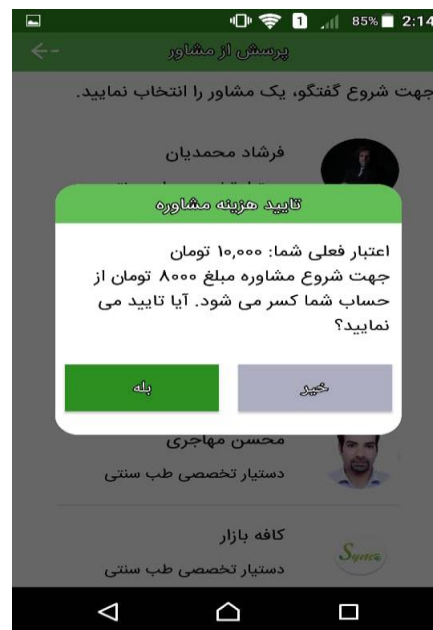 85% 2:14
1
پرسش از مشاور
جهت شروع گفتگو، یک مشاور را انتخاب نمایید.
فرشاد محمدیان
تایید هزینه مشاوره
اعتبار فعلی شما: ۱۰,۰۰۰ تومان
جهت شروع مشاوره مبلغ ۸۰۰۰ تومان از
حساب شما کسر می شود. آیا تایید می
نمایید؟
خیر
بله
محسن مهاجری
دستیار تخصصی طب سنتی
کافه بازار
دستیار تخصصی طب سنتی